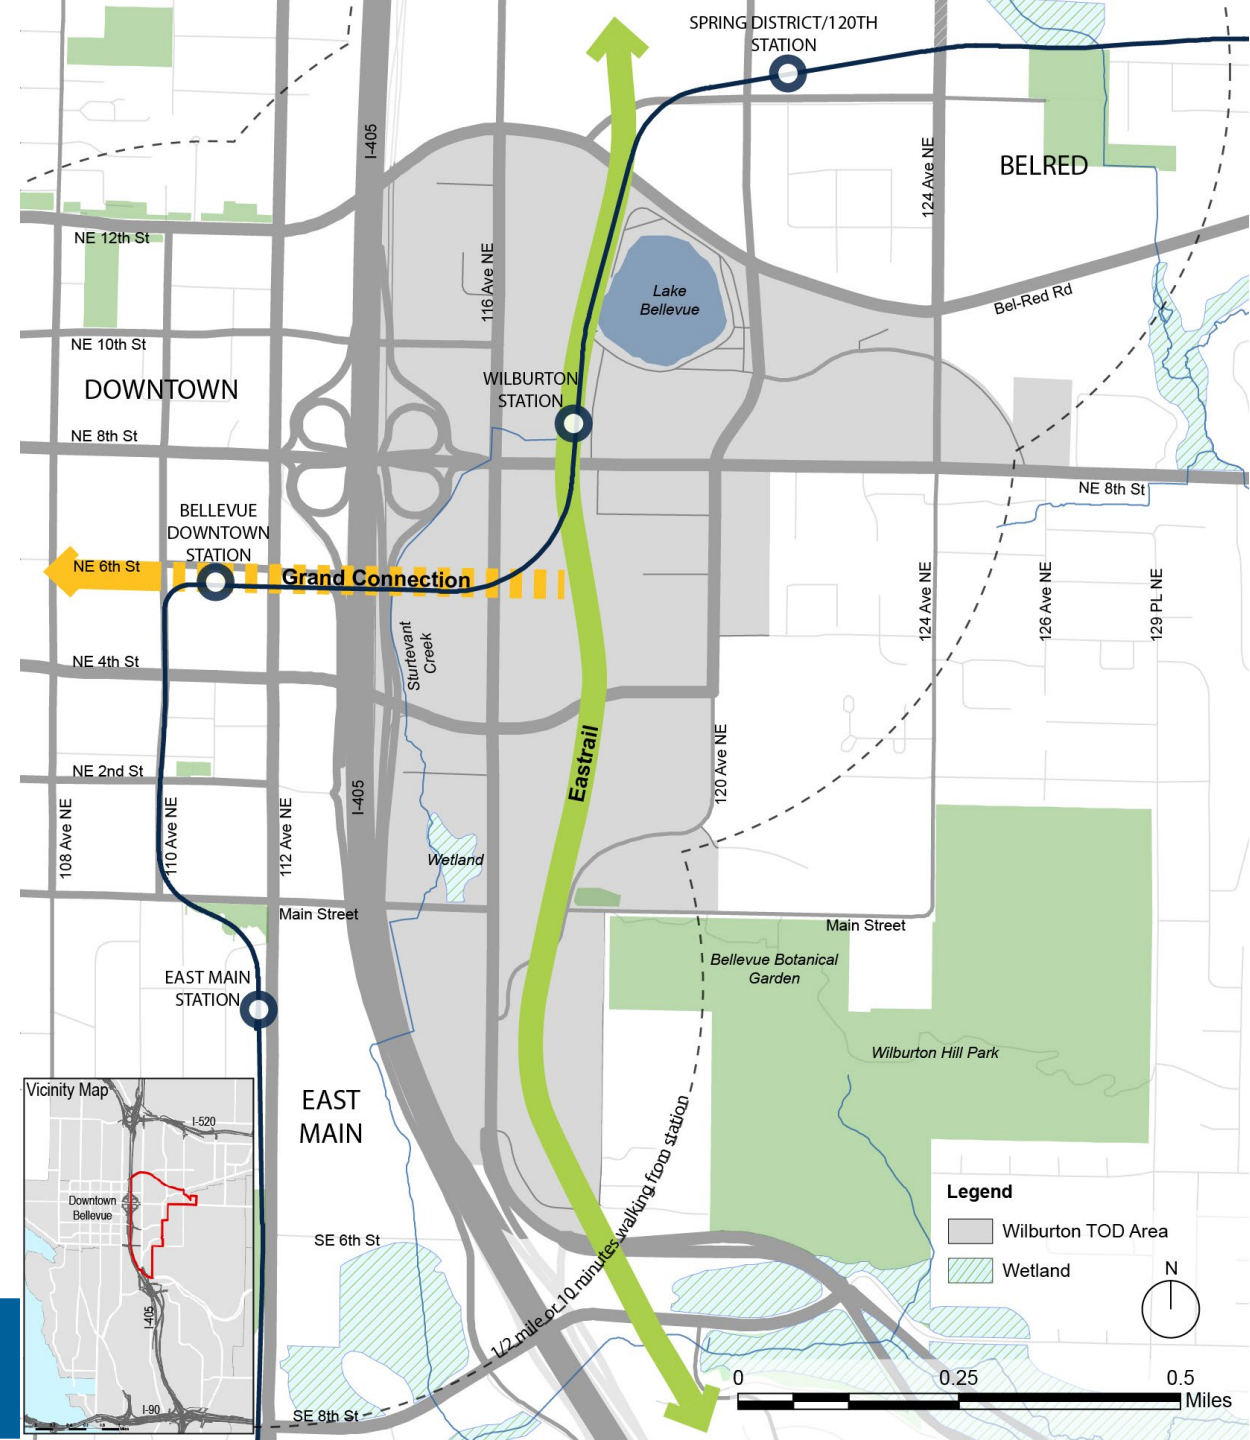 SPRING DISTRICT/120TH
STATION
I-405
124 Ave NE
BELRED
NE 12th St
116 Ave NE
Lake
Bellevue
Bel-Red Rd
NE 10th St
DOWNTOWN
WILBURTON
STATION
NE 8th St
NE 8th St
BELLEVUE
DOWNTOWN
STATION
NE 6th St
Grand Connection
124 Ave NE
126 Ave NE
129 PL NE
Sturtevant
Creek
NE 4th St
Eastrail
120 Ave NE
NE 2nd St
I-405
108 Ave NE
110 Ave NE
112 Ave NE
Wetland
Main Street
Main Street
Bellevue Botanical
Garden
EAST MAIN
STATION
Wilburton Hill Park
EAST
MAIN
1/2 mile or 10 minutes walking from station
Vicinity Map
I-520
Downtown
Bellevue
I-405
I-90
SE 6th St
SE 8th St
Legend
Wilburton TOD Area
Wetland
N
0
0.25
0.5
Miles